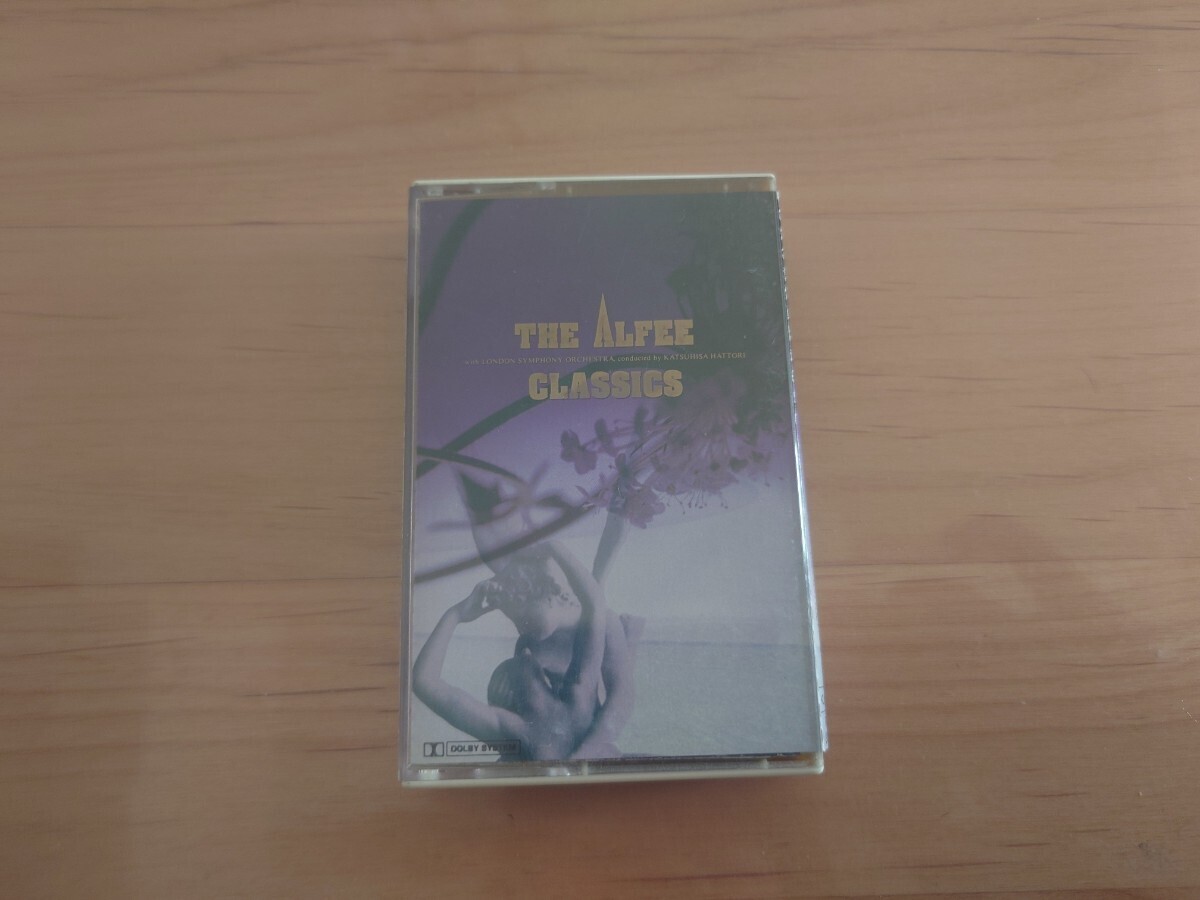 THE ALFEE
with LONDON SYMPHONY ORCHESTRA, conducted by KATSUHISA HATTORI
CLASSICS
DOLBY SYSTEM